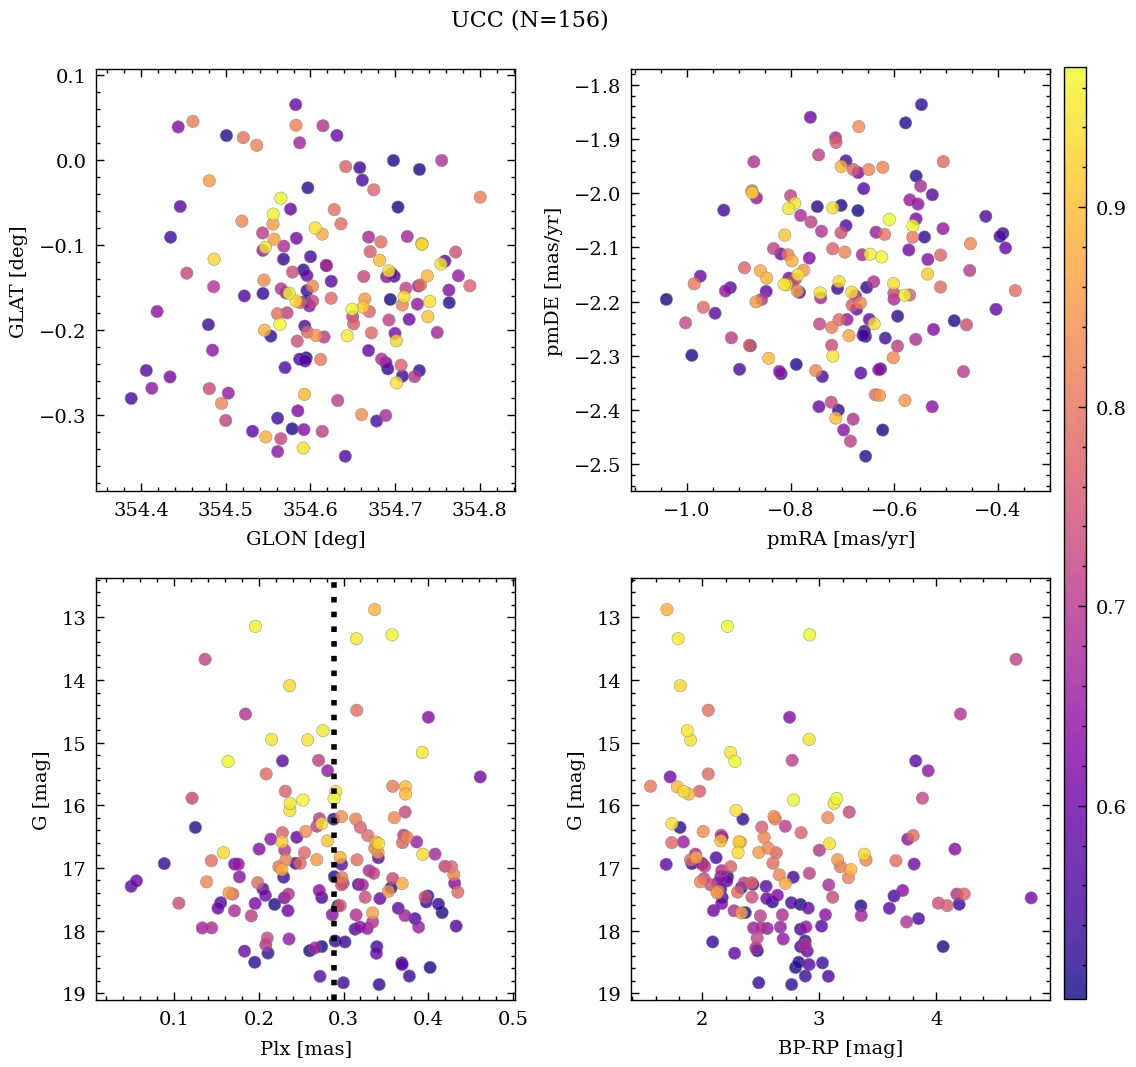 UCC (N=156)
0.1
0.0
−0.1
−0.2
−0.3
GLAT [deg]
354.4 354.5 354.6 354.7 354.8
GLON [deg]
−1.8
−1.9
−2.0
−2.1
−2.2
−2.3
−2.4
−2.5
pmDE [mas/yr]
−1.0 −0.8 −0.6 −0.4
pmRA [mas/yr]
13
14
15
16
17
18
19
G [mag]
0.1 0.2 0.3 0.4 0.5
Plx [mas]
13
14
15
16
17
18
19
G [mag]
2 3 4
BP-RP [mag]
0.9
0.8
0.7
0.6